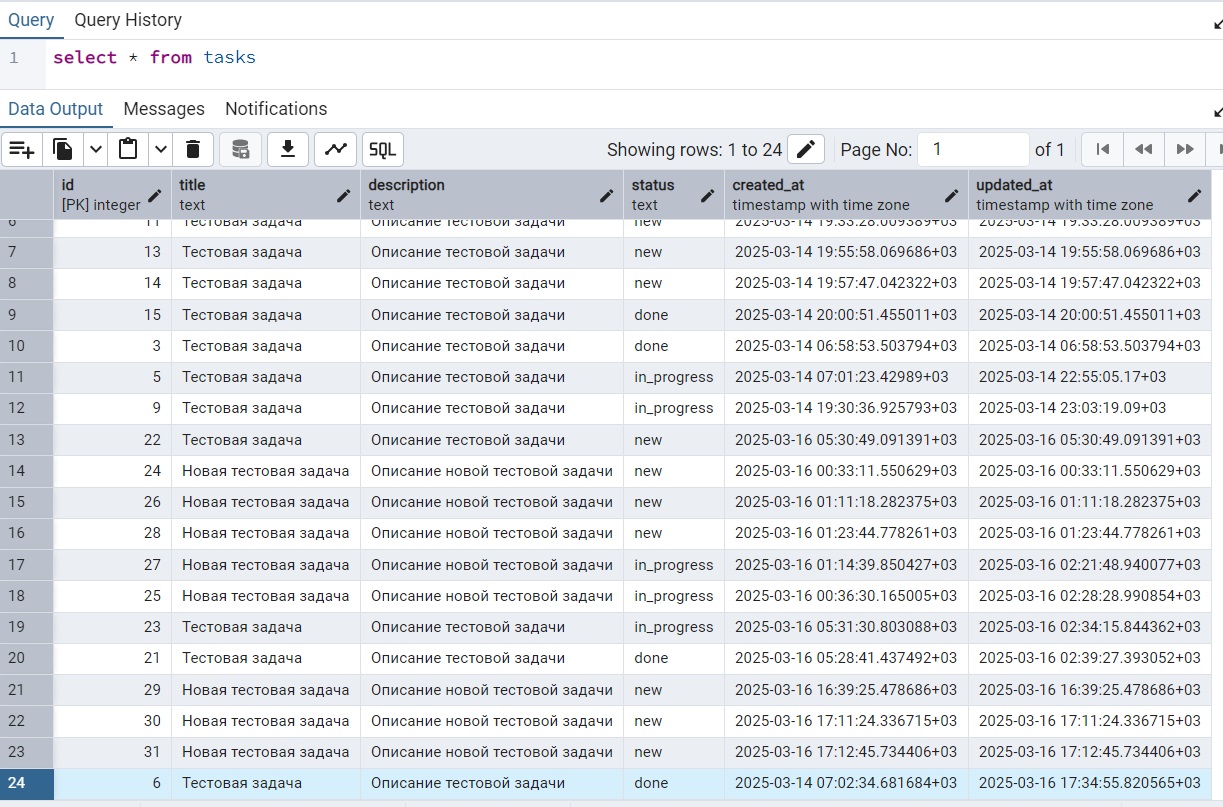 Query Query History
1 select * from tasks
Data Output Messages Notifications
SQL Showing rows: 1 to 24 Page No: 1 of 1
id title description status created_at updated_at
[PK] integer text text text timestamp with time zone timestamp with time zone
6 11 Тестовая задача Описание тестовой задачи new 2025-03-14 19:33:28.009389+03 2025-03-14 19:33:28.009389+03
7 13 Тестовая задача Описание тестовой задачи new 2025-03-14 19:55:58.069686+03 2025-03-14 19:55:58.069686+03
8 14 Тестовая задача Описание тестовой задачи new 2025-03-14 19:57:47.042322+03 2025-03-14 19:57:47.042322+03
9 15 Тестовая задача Описание тестовой задачи done 2025-03-14 20:00:51.455011+03 2025-03-14 20:00:51.455011+03
10 3 Тестовая задача Описание тестовой задачи done 2025-03-14 06:58:53.503794+03 2025-03-14 06:58:53.503794+03
11 5 Тестовая задача Описание тестовой задачи in_progress 2025-03-14 07:01:23.42989+03 2025-03-14 22:55:05.17+03
12 9 Тестовая задача Описание тестовой задачи in_progress 2025-03-14 19:30:36.925793+03 2025-03-14 23:03:19.09+03
13 22 Тестовая задача Описание тестовой задачи new 2025-03-16 05:30:49.091391+03 2025-03-16 05:30:49.091391+03
14 24 Новая тестовая задача Описание новой тестовой задачи new 2025-03-16 00:33:11.550629+03 2025-03-16 00:33:11.550629+03
15 26 Новая тестовая задача Описание новой тестовой задачи new 2025-03-16 01:11:18.282375+03 2025-03-16 01:11:18.282375+03
16 28 Новая тестовая задача Описание новой тестовой задачи new 2025-03-16 01:23:44.778261+03 2025-03-16 01:23:44.778261+03
17 27 Новая тестовая задача Описание новой тестовой задачи in_progress 2025-03-16 01:14:39.850427+03 2025-03-16 02:21:48.940077+03
18 25 Новая тестовая задача Описание новой тестовой задачи in_progress 2025-03-16 00:36:30.165005+03 2025-03-16 02:28:28.990854+03
19 23 Тестовая задача Описание тестовой задачи in_progress 2025-03-16 05:31:30.803088+03 2025-03-16 02:34:15.844362+03
20 21 Тестовая задача Описание тестовой задачи done 2025-03-16 05:28:41.437492+03 2025-03-16 02:39:27.393052+03
21 29 Новая тестовая задача Описание новой тестовой задачи new 2025-03-16 16:39:25.478686+03 2025-03-16 16:39:25.478686+03
22 30 Новая тестовая задача Описание новой тестовой задачи new 2025-03-16 17:11:24.336715+03 2025-03-16 17:11:24.336715+03
23 31 Новая тестовая задача Описание новой тестовой задачи new 2025-03-16 17:12:45.734406+03 2025-03-16 17:12:45.734406+03
24 6 Тестовая задача Описание тестовой задачи done 2025-03-14 07:02:34.681684+03 2025-03-16 17:34:55.820565+03